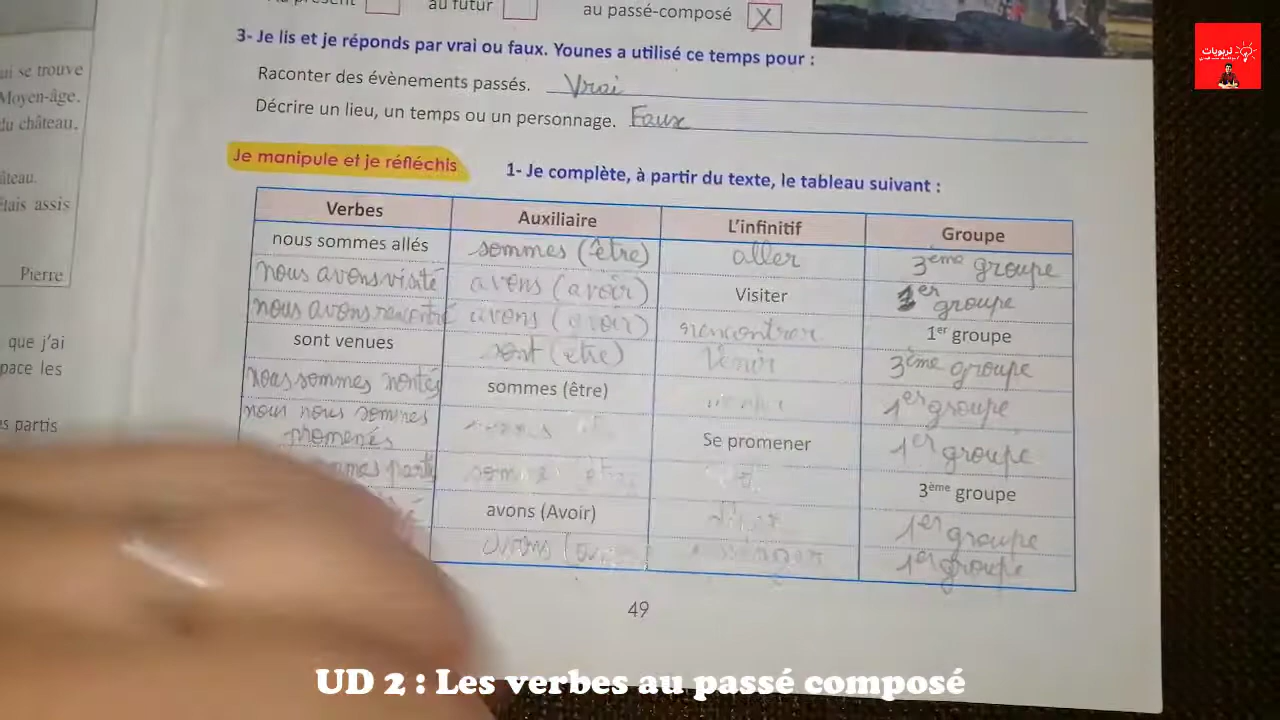 au futur
au passé-composé X
3- Je lis et je réponds par vrai ou faux. Younes a utilisé ce temps pour :
Raconter des évènements passés. Vrai
Décrire un lieu, un temps ou un personnage. Faux
Je manipule et je réfléchis
1- Je complète, à partir du texte, le tableau suivant :
Verbes Auxiliaire L'infinitif Groupe
nous sommes allés sommes (être) aller 3ème groupe
nous avons visité avons (avoir) Visiter 1er groupe
nous avons rencontré avons (avoir) rencontrer 1er groupe
sont venues sont (être) Venir 3ème groupe
nous sommes montés sommes (être) 1er groupe
nous nous sommes promenés Se promener 1er groupe
3ème groupe
avons (Avoir) 1er groupe
avons 1er groupe
49
ui se trouve
Moyen-âge.
du château.
âteau.
étais assis
Pierre
que j'ai
pace les
s partis
تربويات
UD 2 : Les verbes au passé composé